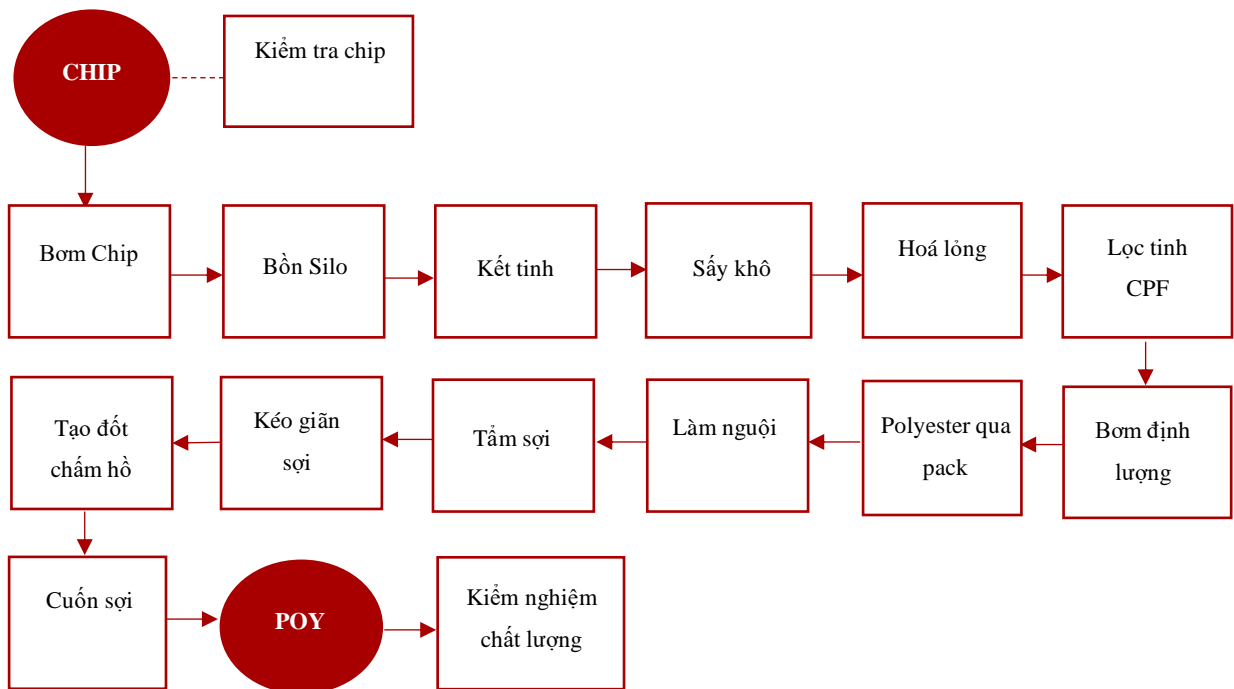 CHIP
Kiểm tra chip
Bơm Chip
Bồn Silo
Kết tinh
Sấy khô
Hoá lỏng
Lọc tinh
CPF
Bơm định
lượng
Polyester qua
pack
Làm nguội
Tẩm sợi
Kéo giãn
sợi
Tạo đốt
chấm hồ
Cuốn sợi
POY
Kiểm nghiệm
chất lượng